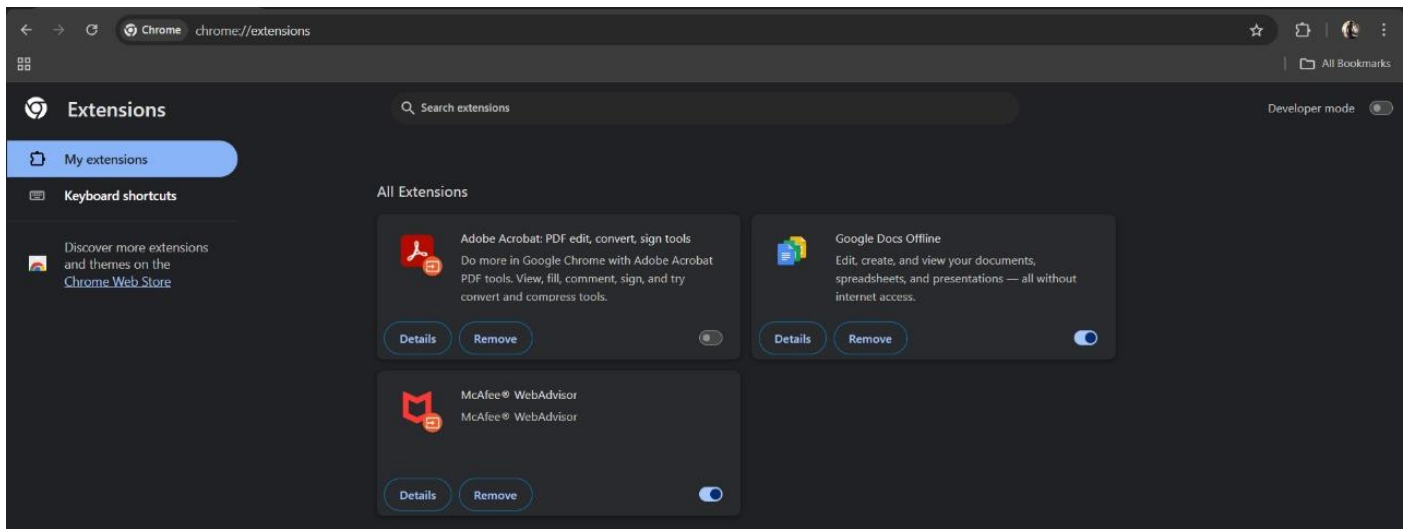 Chrome chrome://extensions
All Bookmarks
Extensions
Search extensions
Developer mode
My extensions
Keyboard shortcuts
Discover more extensions
and themes on the
Chrome Web Store
All Extensions
Adobe Acrobat: PDF edit, convert, sign tools
Do more in Google Chrome with Adobe Acrobat
PDF tools. View, fill, comment, sign, and try
convert and compress tools.
Details Remove
Google Docs Offline
Edit, create, and view your documents,
spreadsheets, and presentations — all without
internet access.
Details Remove
McAfee® WebAdvisor
McAfee® WebAdvisor
Details Remove